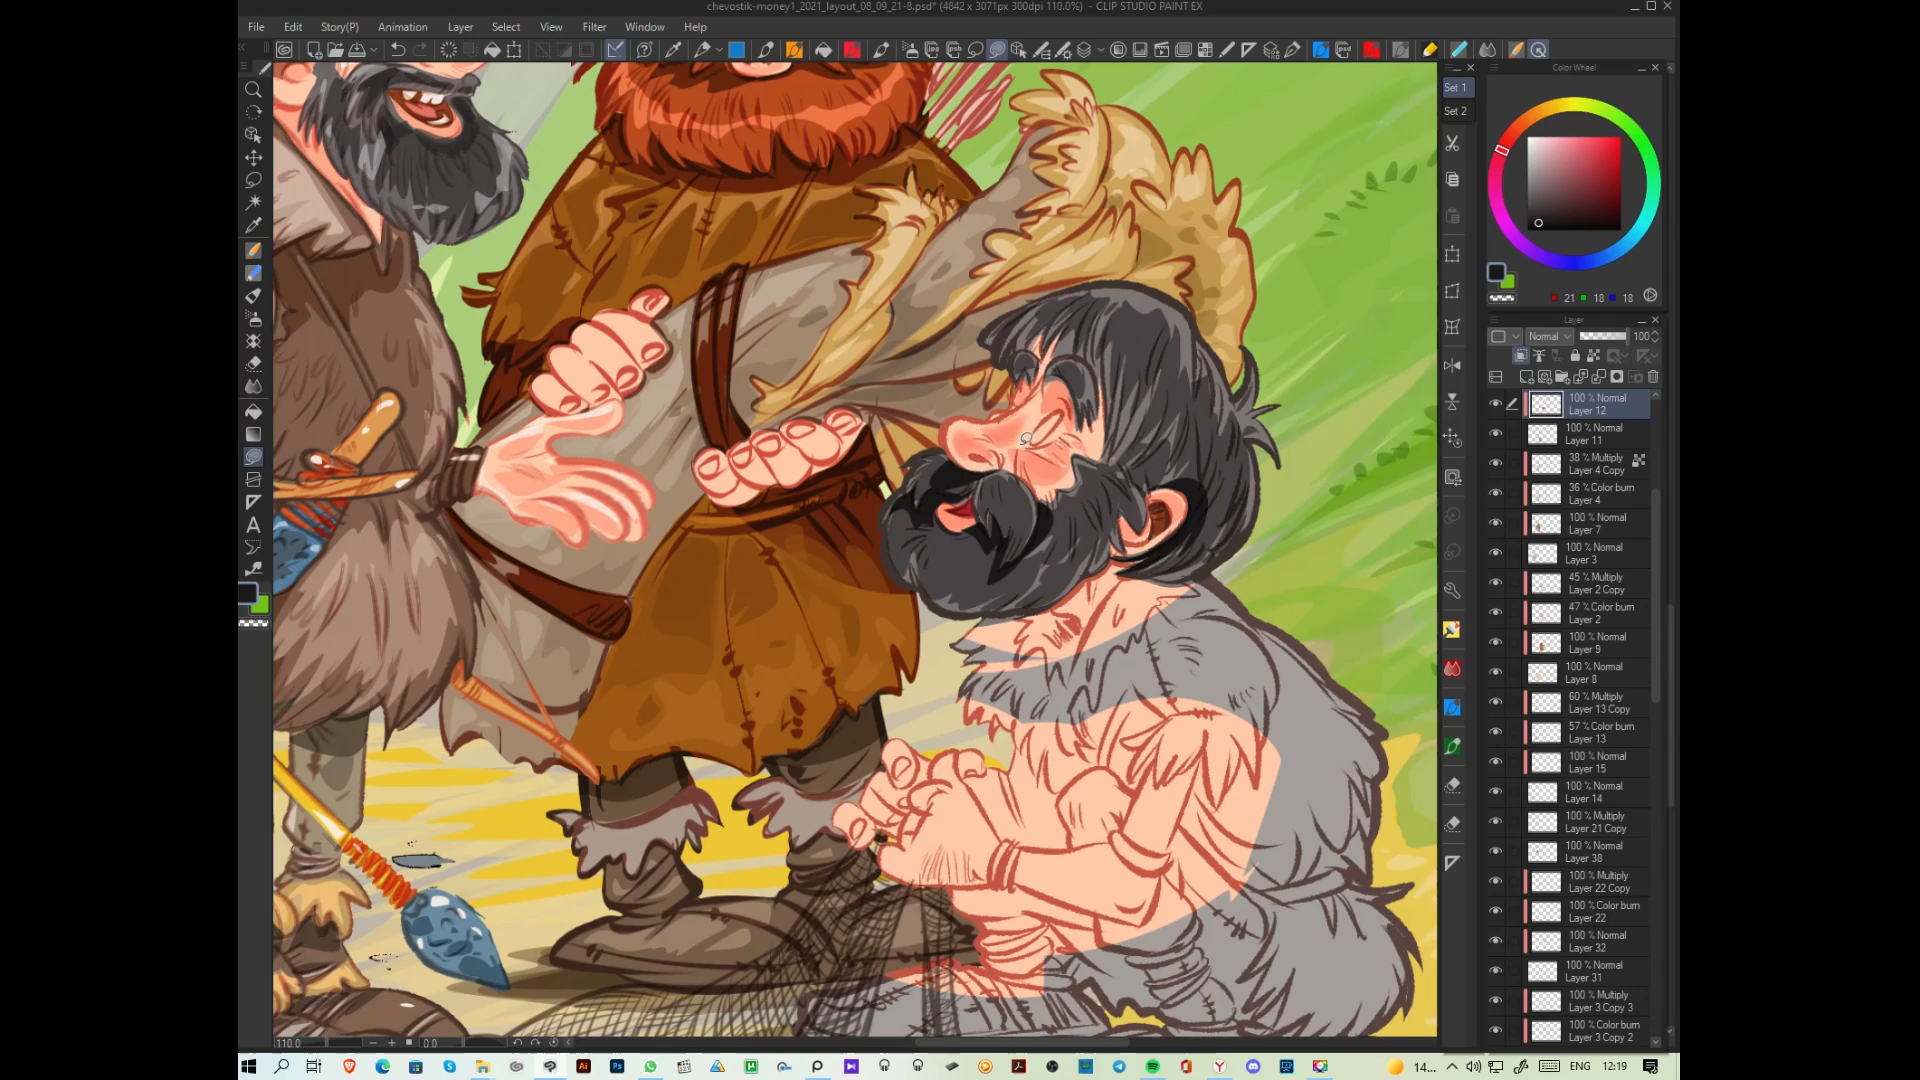 chevostik-money1_2021_layout_08_09_21-8.psd* (4842 x 3071px 300dpi 110.0%) - CLIP STUDIO PAINT EX
File Edit Story(P) Animation Layer Select View Filter Window Help
Color Wheel
Set 1
Set 2
21 18 18
Layer
Normal 100
100 % Normal
Layer 12
100 % Normal
Layer 11
38 % Multiply
Layer 4 Copy
36 % Color burn
Layer 4
100 % Normal
Layer 7
100 % Normal
Layer 3
45 % Multiply
Layer 2 Copy
47 % Color burn
Layer 2
100 % Normal
Layer 9
100 % Normal
Layer 8
60 % Multiply
Layer 13 Copy
57 % Color burn
Layer 13
100 % Normal
Layer 15
100 % Normal
Layer 14
100 % Multiply
Layer 21 Copy
100 % Normal
Layer 38
100 % Multiply
Layer 22 Copy
100 % Color burn
Layer 22
100 % Normal
Layer 32
100 % Normal
Layer 31
100 % Multiply
Layer 3 Copy 3
100 % Color burn
Layer 3 Copy 2
110.0 0.0
14... ENG 12:19